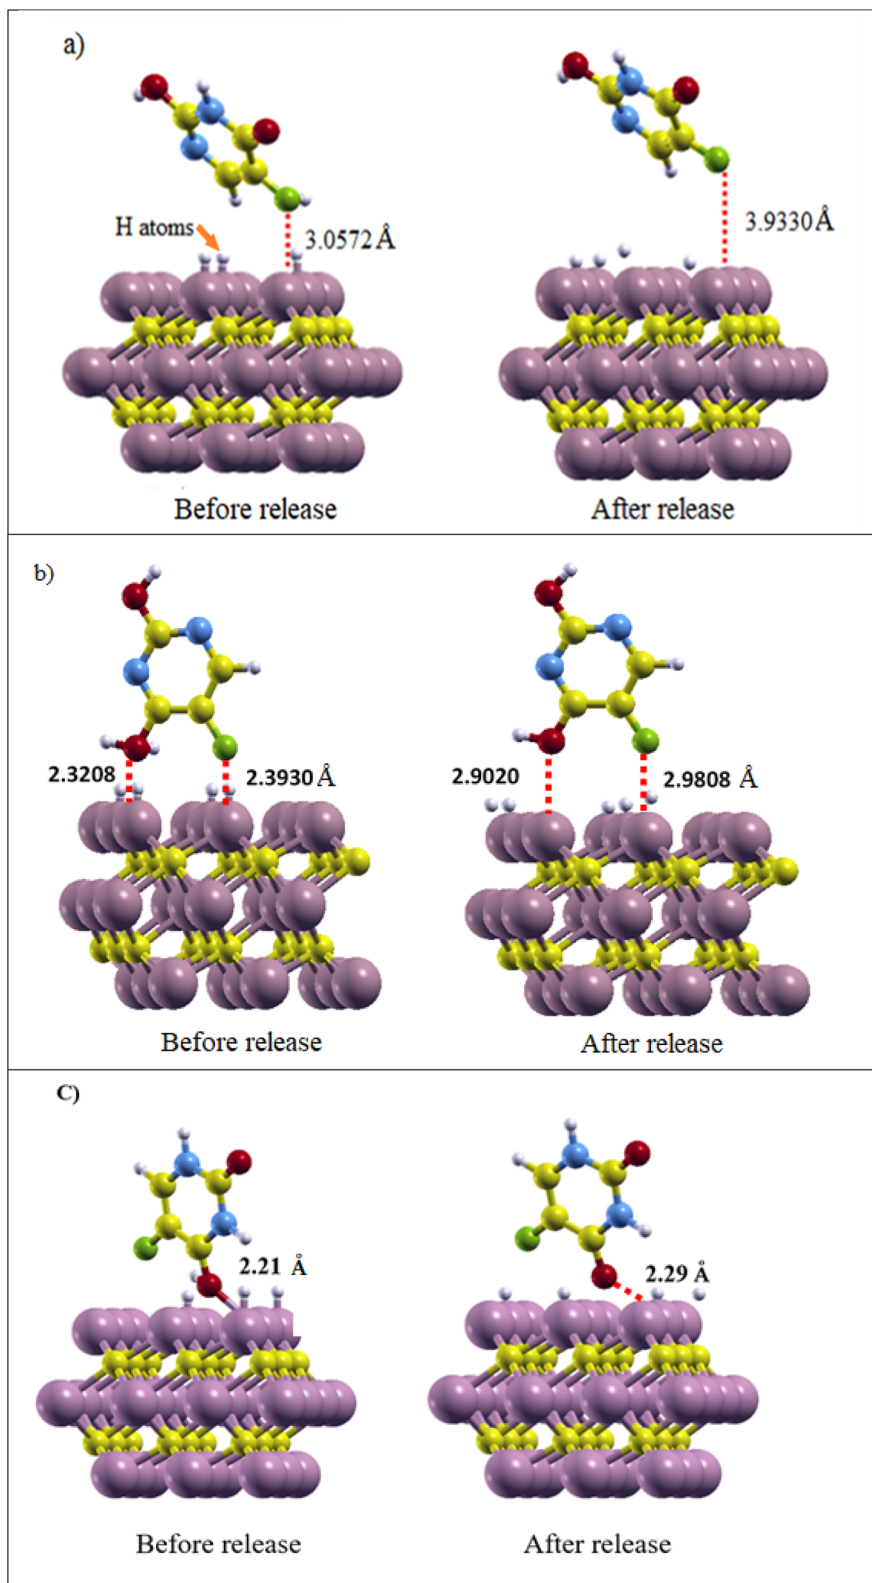 a)
H atoms
3.0572 Å
3.9330 Å
Before release
After release
b)
2.3208
2.3930 Å
2.9020
2.9808 Å
Before release
After release
C)
2.21 Å
2.29 Å
Before release
After release